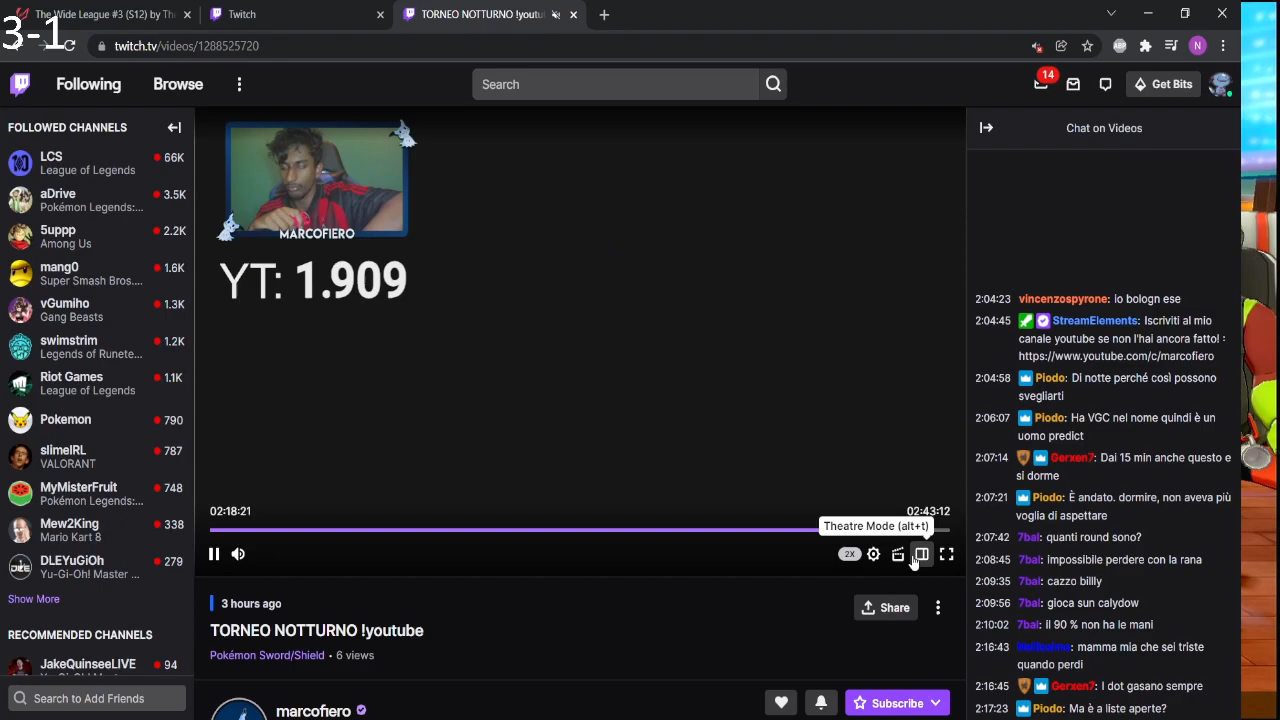 3-1
The Wide League #3 (S12) by The
Twitch
TORNEO NOTTURNO !youtu
twitch.tv/videos/1288525720
N
Following
Browse
Search
14
Get Bits
FOLLOWED CHANNELS
LCS
66K
League of Legends
aDrive
3.5K
Pokémon Legends:...
5uppp
2.2K
Among Us
mang0
1.6K
Super Smash Bros....
vGumiho
1.3K
Gang Beasts
swimstrim
1.2K
Legends of Runete...
Riot Games
1.1K
League of Legends
Pokemon
790
slimeIRL
787
VALORANT
MyMisterFruit
748
Pokémon Legends:...
Mew2King
338
Mario Kart 8
DLEYuGiOh
279
Yu-Gi-Oh! Master ...
Show More
RECOMMENDED CHANNELS
JakeQuinseeLIVE
94
Search to Add Friends
MARCOFIERO
YT: 1.909
02:18:21
02:43:12
Theatre Mode (alt+t)
2X
3 hours ago
Share
TORNEO NOTTURNO !youtube
Pokémon Sword/Shield • 6 views
marcofiero
Subscribe
Chat on Videos
2:04:23 vincenzospyrone: io bologn ese
2:04:45 StreamElements: Iscriviti al mio
canale youtube se non l'hai ancora fatto! :
https://www.youtube.com/c/marcofiero
2:04:58 Piodo: Di notte perché così possono
svegliarti
2:06:07 Piodo: Ha VGC nel nome quindi è un
uomo predict
2:07:14 Gerxen7: Dai 15 min anche questo e
si dorme
2:07:21 Piodo: È andato. dormire, non aveva più
voglia di aspettare
2:07:42 7bal: quanti round sono?
2:08:45 7bal: impossibile perdere con la rana
2:09:35 7bal: cazzo billly
2:09:56 7bal: gioca sun calydow
2:10:02 7bal: il 90 % non ha le mani
2:16:43 mamma mia che sei triste
quando perdi
2:16:45 Gerxen7: I dot gasano sempre
2:17:23 Piodo: Ma è a liste aperte?